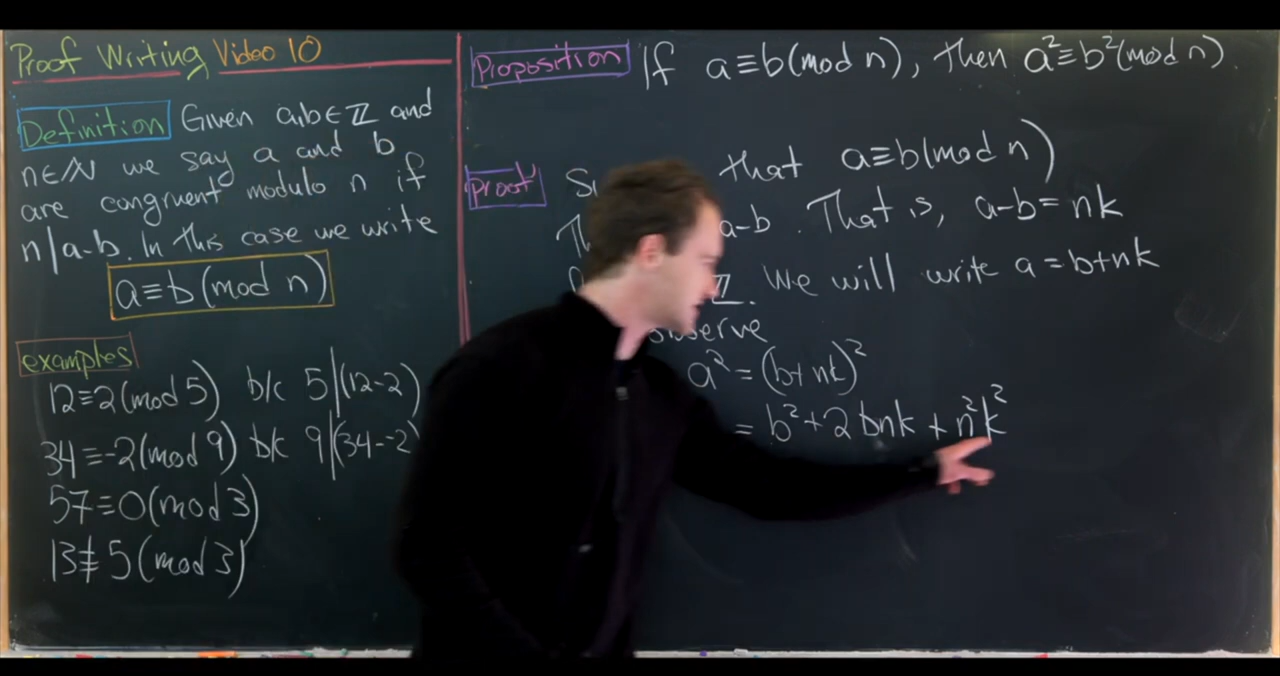 Proof Writing Video 10
Definition Given a,b∈ℤ and
n∈ℕ we say a and b
are congruent modulo n if
n|a-b. In this case we write
a≡b(mod n)
examples
12≡2(mod 5) b/c 5|(12-2)
34≡-2(mod 9) b/c 9|(34--2)
57≡0(mod 3)
13≢5(mod 3)
Proposition If a≡b(mod n), then a²≡b²(mod n).
Proof that a≡b(mod n)
a-b. That is, a-b=nk
ℤ. We will write a=b+nk
observe
a²=(b+nk)²
=b²+2bnk+n²k²